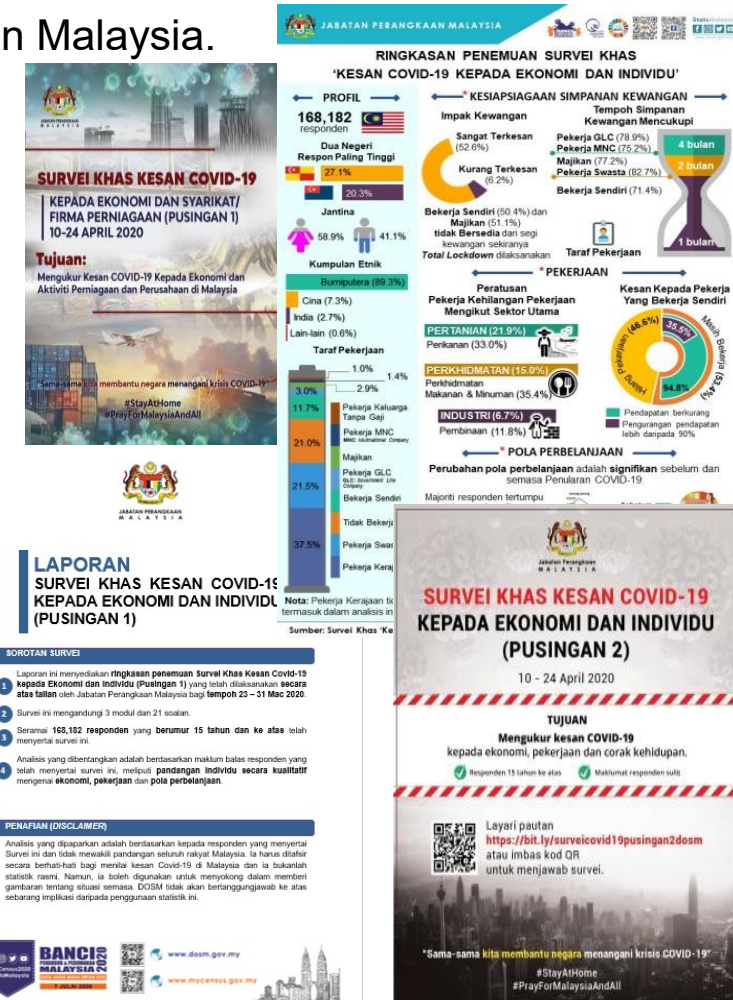 n Malaysia.
SURVEI KHAS KESAN COVID-19
KEPADA EKONOMI DAN SYARIKAT/
FIRMA PERNIAGAAN (PUSINGAN 1)
10-24 APRIL 2020
Tujuan:
Mengukur Kesan COVID-19 Kepada Ekonomi dan
Aktiviti Perniagaan dan Perusahaan di Malaysia
"Sama-sama kita membantu negara menangani krisis COVID-19"
#StayAtHome
#PrayForMalaysiaAndAll
JABATAN PERANGKAAN MALAYSIA
RINGKASAN PENEMUAN SURVEI KHAS
'KESAN COVID-19 KEPADA EKONOMI DAN INDIVIDU'
PROFIL
168,182
responden
Dua Negeri
Respon Paling Tinggi
27.1%
20.3%
Jantina
58.9%
41.1%
Kumpulan Etnik
Bumiputera (89.3%)
Cina (7.3%)
India (2.7%)
Lain-lain (0.6%)
Taraf Pekerjaan
1.0%
1.4%
2.9%
3.0%
11.7%
21.0%
21.5%
37.5%
Pekerja Keluarga
Tanpa Gaji
Pekerja MNC
MNC: Multinational Company
Majikan
Pekerja GLC
GLC: Government Link
Company
Bekerja Sendiri
Tidak Bekerja
Pekerja Swas
Pekerja Keraj
Nota: Pekerja Kerajaan tic
termasuk dalam analisis in
Sumber: Survei Khas 'Ke
* KESIAPSIAGAAN SIMPANAN KEWANGAN
Impak Kewangan
Sangat Terkesan
(52.6%)
Kurang Terkesan
(6.2%)
Bekerja Sendiri (50.4%) dan
Majikan (51.1%)
tidak Bersedia dari segi
kewangan sekiranya
Total Lockdown dilaksanakan
Tempoh Simpanan
Kewangan Mencukupi
Pekerja GLC (78.9%)
Pekerja MNC (75.2%)
Majikan (77.2%)
Pekerja Swasta (82.7%)
Bekerja Sendiri (71.4%)
4 bulan
2 bulan
1 bulan
Taraf Pekerjaan
* PEKERJAAN
Peratusan
Pekerja Kehilangan Pekerjaan
Mengikut Sektor Utama
PERTANIAN (21.9%)
Perikanan (33.0%)
PERKHIDMATAN (15.0%)
Perkhidmatan
Makanan & Minuman (35.4%)
INDUSTRI (6.7%)
Pembinaan (11.8%)
Kesan Kepada Pekerja
Yang Bekerja Sendiri
Hilang Pekerjaan (46.6%)
35.5%
Masih Bekerja (53.4%)
94.8%
Pendapatan berkurang
Pengurangan pendapatan
lebih daripada 90%
* POLA PERBELANJAAN
Perubahan pola perbelanjaan adalah signifikan sebelum dan
semasa Penularan COVID-19
Majoriti responden tertumpu
JABATAN PERANGKAAN
MALAYSIA
LAPORAN
SURVEI KHAS KESAN COVID-19
KEPADA EKONOMI DAN INDIVIDU
(PUSINGAN 1)
SOROTAN SURVEI
1 Laporan ini menyediakan ringkasan penemuan Survei Khas Kesan Covid-19
kepada Ekonomi dan Individu (Pusingan 1) yang telah dilaksanakan secara
atas talian oleh Jabatan Perangkaan Malaysia bagi tempoh 23 – 31 Mac 2020.
2 Survei ini mengandungi 3 modul dan 21 soalan.
3 Seramai 168,182 responden yang berumur 15 tahun dan ke atas telah
menyertai survei ini.
4 Analisis yang dibentangkan adalah berdasarkan maklum balas responden yang
telah menyertai survei ini, meliputi pandangan individu secara kualitatif
mengenai ekonomi, pekerjaan dan pola perbelanjaan.
PENAFIAN (DISCLAIMER)
Analisis yang dipaparkan adalah berdasarkan kepada responden yang menyertai
Survei ini dan tidak mewakili pandangan seluruh rakyat Malaysia. Ia harus ditafsir
secara berhati-hati bagi menilai kesan Covid-19 di Malaysia dan ia bukanlah
statistik rasmi. Namun, ia boleh digunakan untuk menyokong dalam memberi
gambaran tentang situasi semasa. DOSM tidak akan bertanggungjawab ke atas
sebarang implikasi daripada penggunaan statistik ini.
BANCI
MALAYSIA 2020
7 JULAI 2020
www.dosm.gov.my
www.mycensus.gov.my
Jabatan Perangkaan
MALAYSIA
SURVEI KHAS KESAN COVID-19
KEPADA EKONOMI DAN INDIVIDU
(PUSINGAN 2)
10 - 24 April 2020
TUJUAN
Mengukur kesan COVID-19
kepada ekonomi, pekerjaan dan corak kehidupan.
Responden 15 tahun ke atas
Maklumat responden sulit
Layari pautan
https://bit.ly/surveicovid19pusingan2dosm
atau imbas kod QR
untuk menjawab survei.
"Sama-sama kita membantu negara menangani krisis COVID-19"
#StayAtHome
#PrayForMalaysiaAndAll